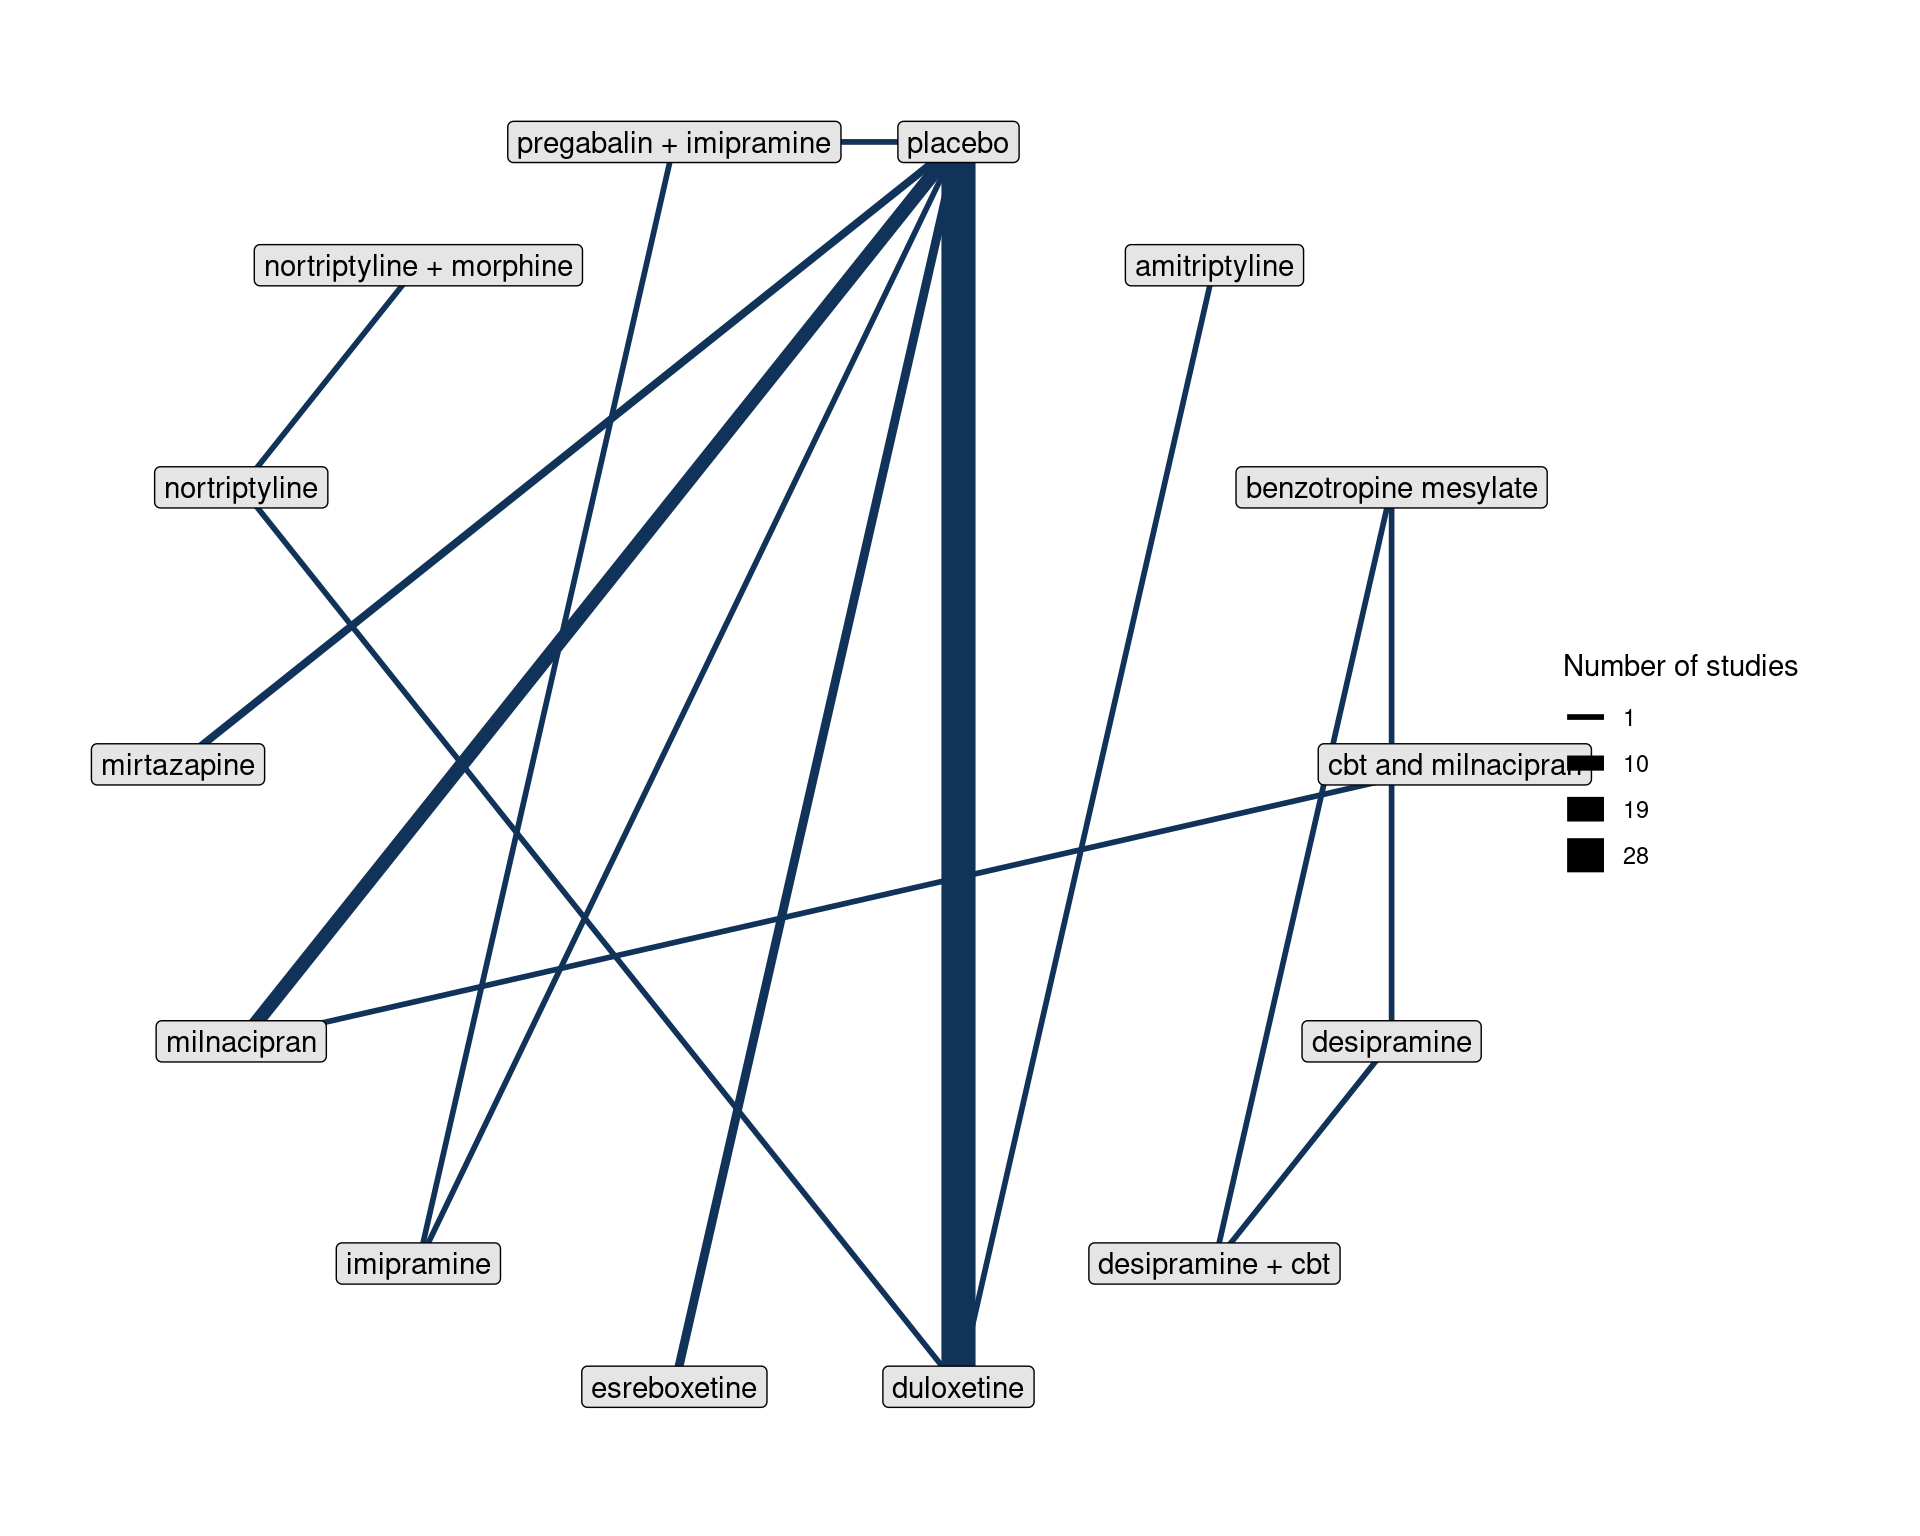 pregabalin + imipramine
placebo
nortriptyline + morphine
amitriptyline
nortriptyline
benzotropine mesylate
mirtazapine
cbt and milnacipran
milnacipran
desipramine
imipramine
desipramine + cbt
esreboxetine
duloxetine
Number of studies
1
10
19
28